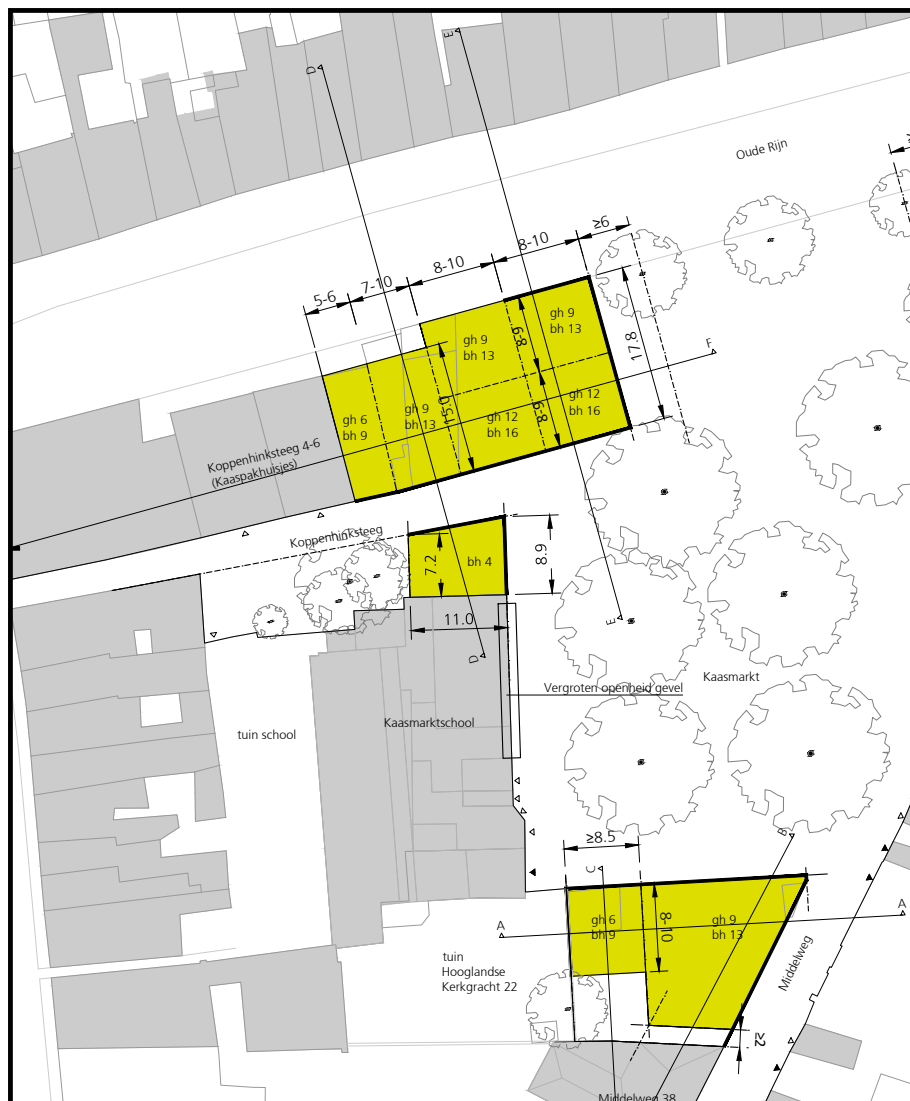 E
D
Oude Rijn
≥6
8-10
8-10
7-10
5-6
gh 9
bh 13
6-8
17.8
F
gh 9
bh 13
gh 12
bh 16
6-8
gh 12
bh 16
15.0
gh 9
bh 13
gh 6
bh 9
Koppenhinksteeg 4-6
(Kaaspakhuisjes)
Koppenhinksteeg
7.2
bh 4
8.9
11.0
E
D
Kaasmarkt
Vergroten openheid gevel
Kaasmarktschool
tuin school
≥8.5
B
C
A
A
gh 6
bh 9
8-10
gh 9
bh 13
Middelweg
tuin
Hooglandse
Kerkgracht 22
≥2
Middelweg 38